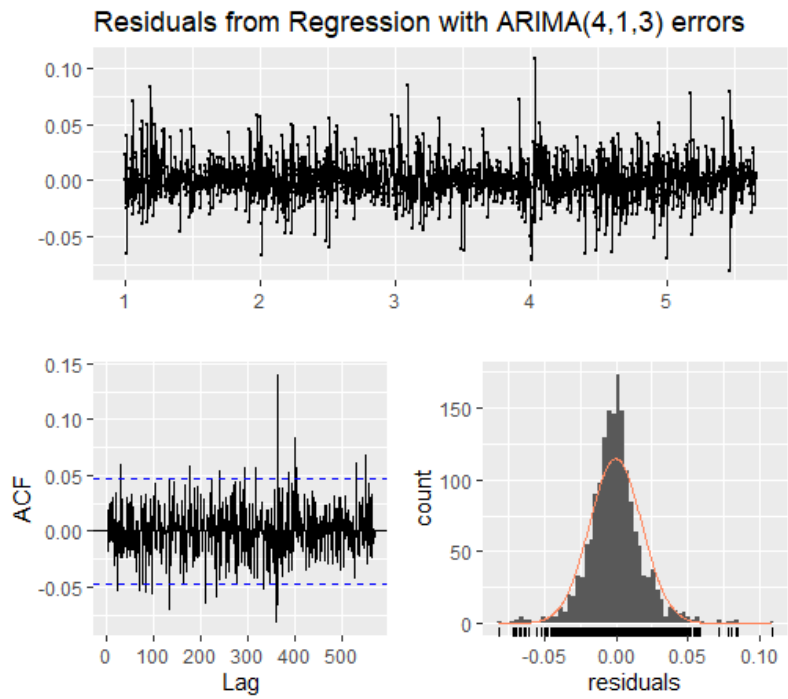 Residuals from Regression with ARIMA(4,1,3) errors
0.10
0.05
0.00
-0.05
1 2 3 4 5
0.15
0.10
0.05
0.00
-0.05
ACF
0 100 200 300 400 500
Lag
150
100
50
0
count
-0.05 0.00 0.05 0.10
residuals